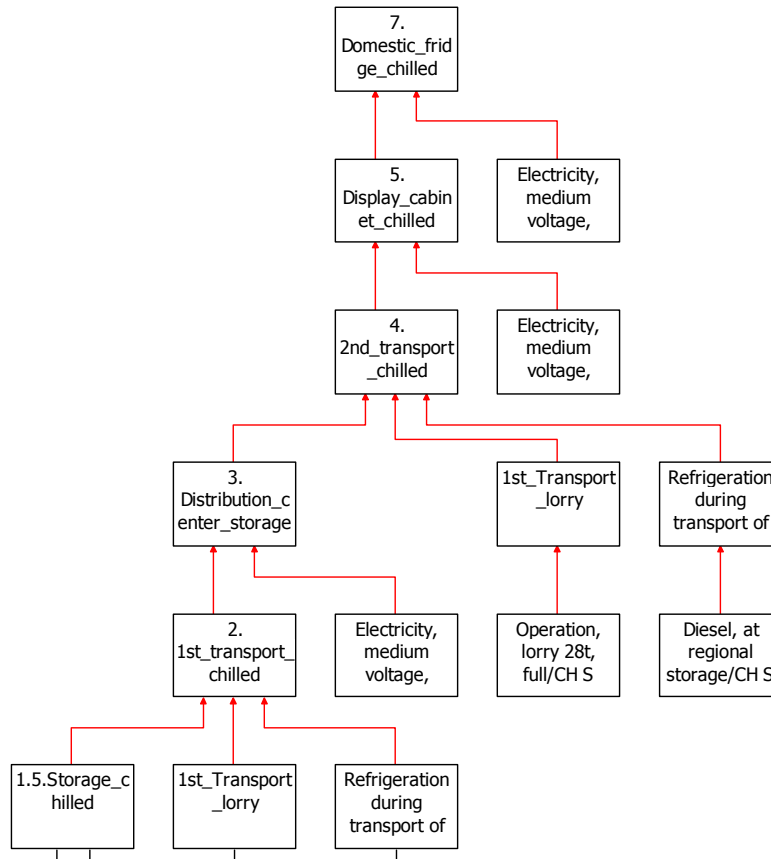 7.
Domestic_frid
ge_chilled
5.
Display_cabin
et_chilled
Electricity,
medium
voltage,
4.
2nd_transport
_chilled
Electricity,
medium
voltage,
3.
Distribution_c
enter_storage
1st_Transport
_lorry
Refrigeration
during
transport of
2.
1st_transport_
chilled
Electricity,
medium
voltage,
Operation,
lorry 28t,
full/CH S
Diesel, at
regional
storage/CH S
1.5.Storage_c
hilled
1st_Transport
_lorry
Refrigeration
during
transport of